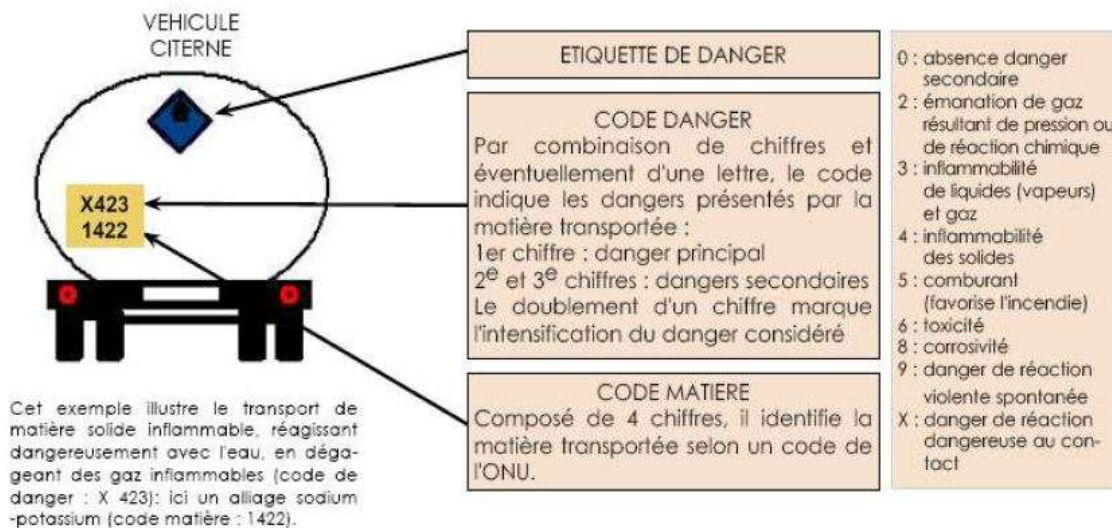 VEHICULE
CITERNE
X423
1422
Cet exemple illustre le transport de
matière solide inflammable, réagissant
dangereusement avec l'eau, en déga-
geant des gaz inflammables (code de
danger : X 423): ici un alliage sodium
-potassium (code matière : 1422).
ETIQUETTE DE DANGER
CODE DANGER
Par combinaison de chiffres et
éventuellement d'une lettre, le code
indique les dangers présentés par la
matière transportée :
1er chiffre : danger principal
2e et 3e chiffres : dangers secondaires
Le doublement d'un chiffre marque
l'intensification du danger considéré
CODE MATIERE
Composé de 4 chiffres, il identifie la
matière transportée selon un code de
l'ONU.
0 : absence danger
secondaire
2 : émanation de gaz
résultant de pression ou
de réaction chimique
3 : inflammabilité
de liquides (vapeurs)
et gaz
4 : inflammabilité
des solides
5 : comburant
(favorise l'incendie)
6 : toxicité
8 : corrosivité
9 : danger de réaction
violente spontanée
X : danger de réaction
dangereuse au con-
tact